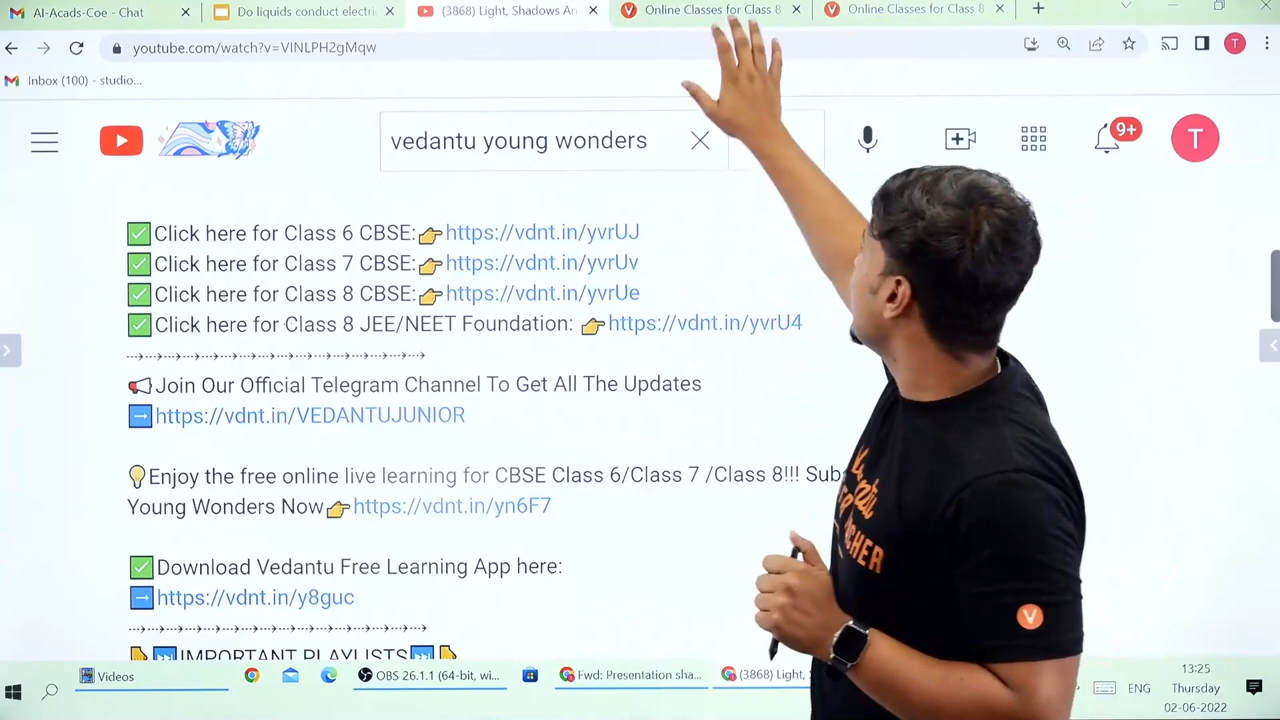 AI-Acads-Coe - Chat
Do liquids conduct electri
(3868) Light, Shadows An
Online Classes for Class 8
Online Classes for Class 8
youtube.com/watch?v=VlNLPH2gMqw
T
Inbox (100) - studio...
vedantu young wonders
9+
T
Click here for Class 6 CBSE: https://vdnt.in/yvrUJ
Click here for Class 7 CBSE: https://vdnt.in/yvrUv
Click here for Class 8 CBSE: https://vdnt.in/yvrUe
Click here for Class 8 JEE/NEET Foundation: https://vdnt.in/yvrU4
Join Our Official Telegram Channel To Get All The Updates
https://vdnt.in/VEDANTUJUNIOR
Enjoy the free online live learning for CBSE Class 6/Class 7 /Class 8!!! Sub
Young Wonders Now https://vdnt.in/yn6F7
Download Vedantu Free Learning App here:
https://vdnt.in/y8guc
IMPORTANT PLAYLISTS
Videos
OBS 26.1.1 (64-bit, wi...
Fwd: Presentation sha...
(3868) Light,
ENG
13:25
Thursday
02-06-2022
V